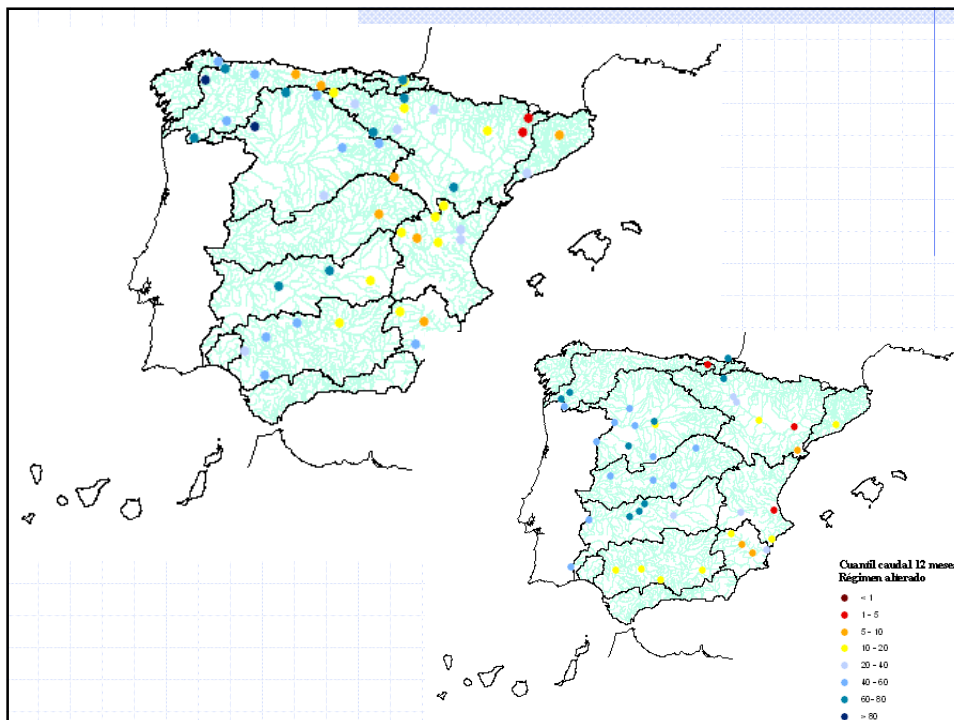 Cuantil caudal 12 mese
Régimen alterado
< 1
1 - 5
5 - 10
10 - 20
20 - 40
40 - 60
60 - 80
> 80